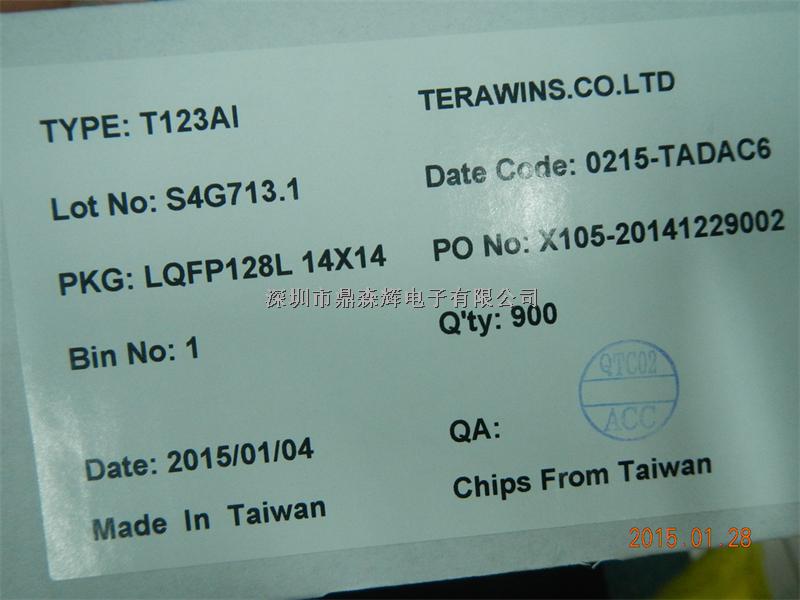 TYPE: T123AI
TERAWINS.CO.LTD
Lot No: S4G713.1
Date Code: 0215-TADAC6
PKG: LQFP128L 14X14
PO No: X105-20141229002
深圳市鼎森辉电子有限公司
Bin No: 1
Q'ty: 900
QTC02
ACC
Date: 2015/01/04
QA:
Made In Taiwan
Chips From Taiwan
2015.01.28